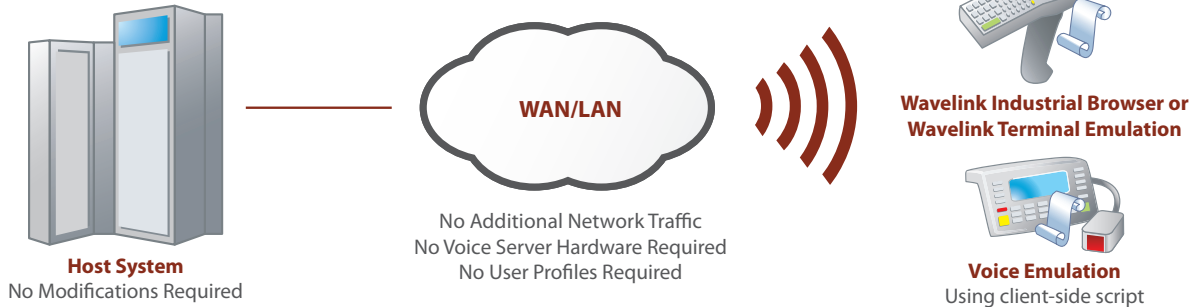 WAN/LAN
Wavelink Industrial Browser or
Wavelink Terminal Emulation
No Additional Network Traffic
No Voice Server Hardware Required
No User Profiles Required
Host System
No Modifications Required
Voice Emulation
Using client-side script